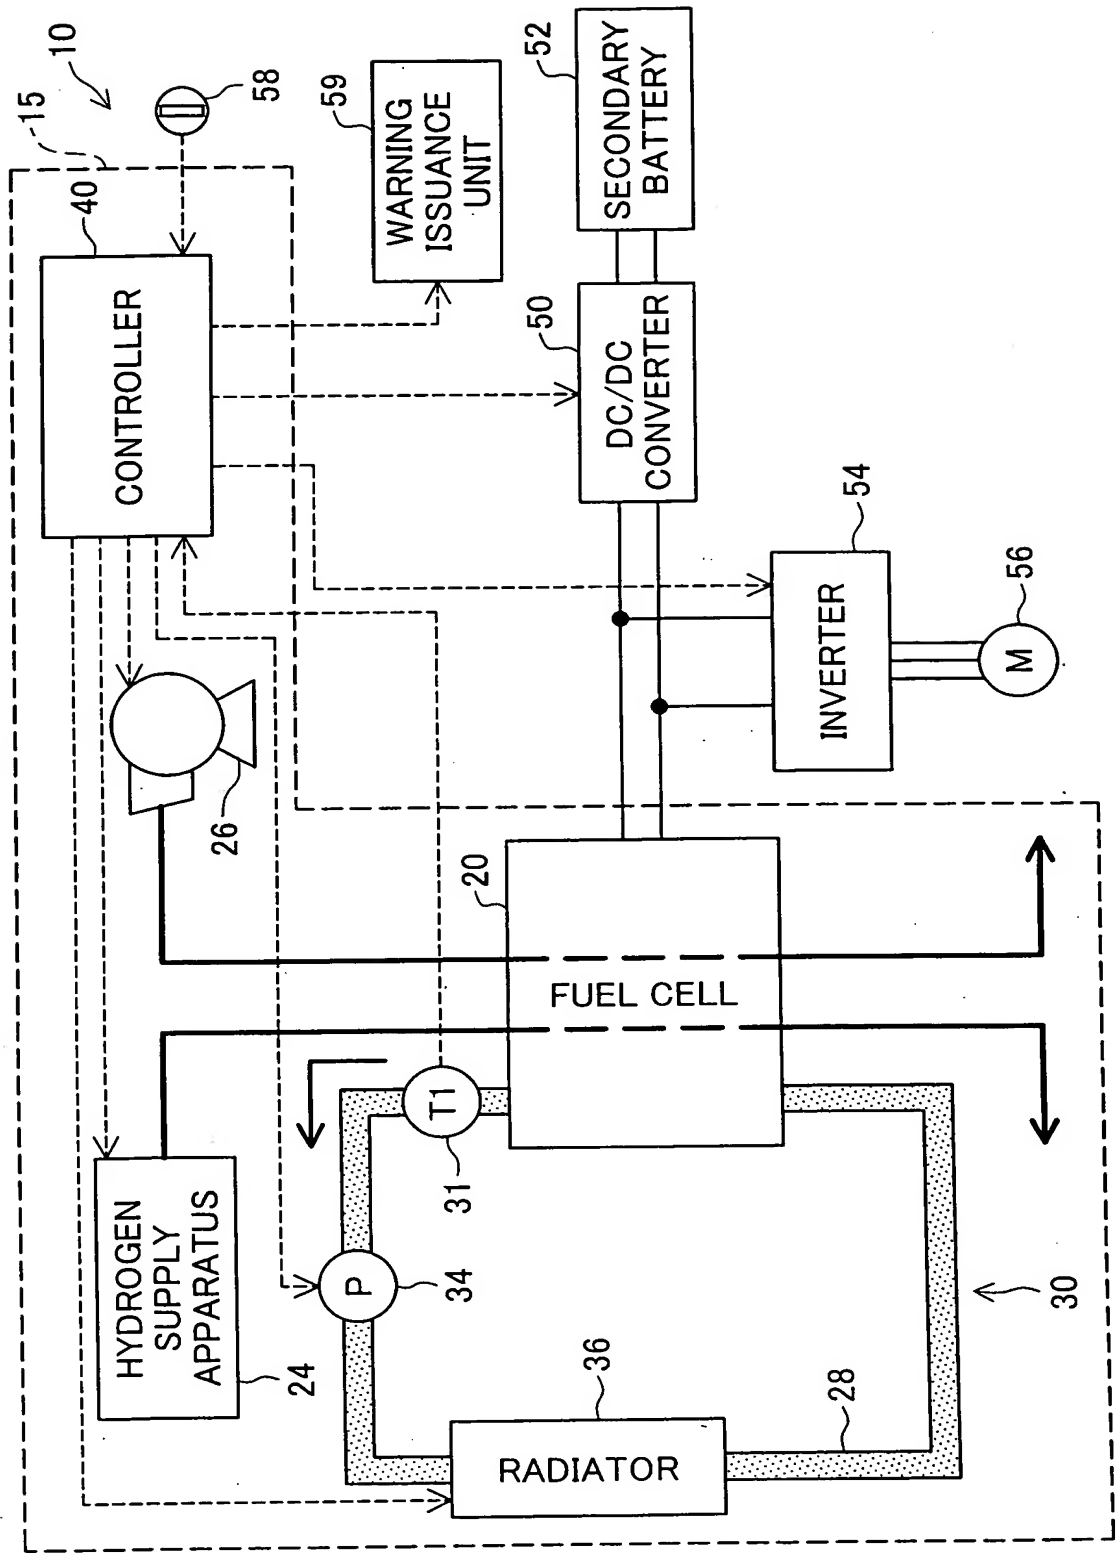 10
15
40
CONTROLLER
58
59
WARNING
ISSUANCE
UNIT
52
SECONDARY
BATTERY
50
DC/DC
CONVERTER
54
INVERTER
56
M
26
20
FUEL CELL
HYDROGEN
SUPPLY
APPARATUS
24
T1
31
P
34
36
RADIATOR
28
30